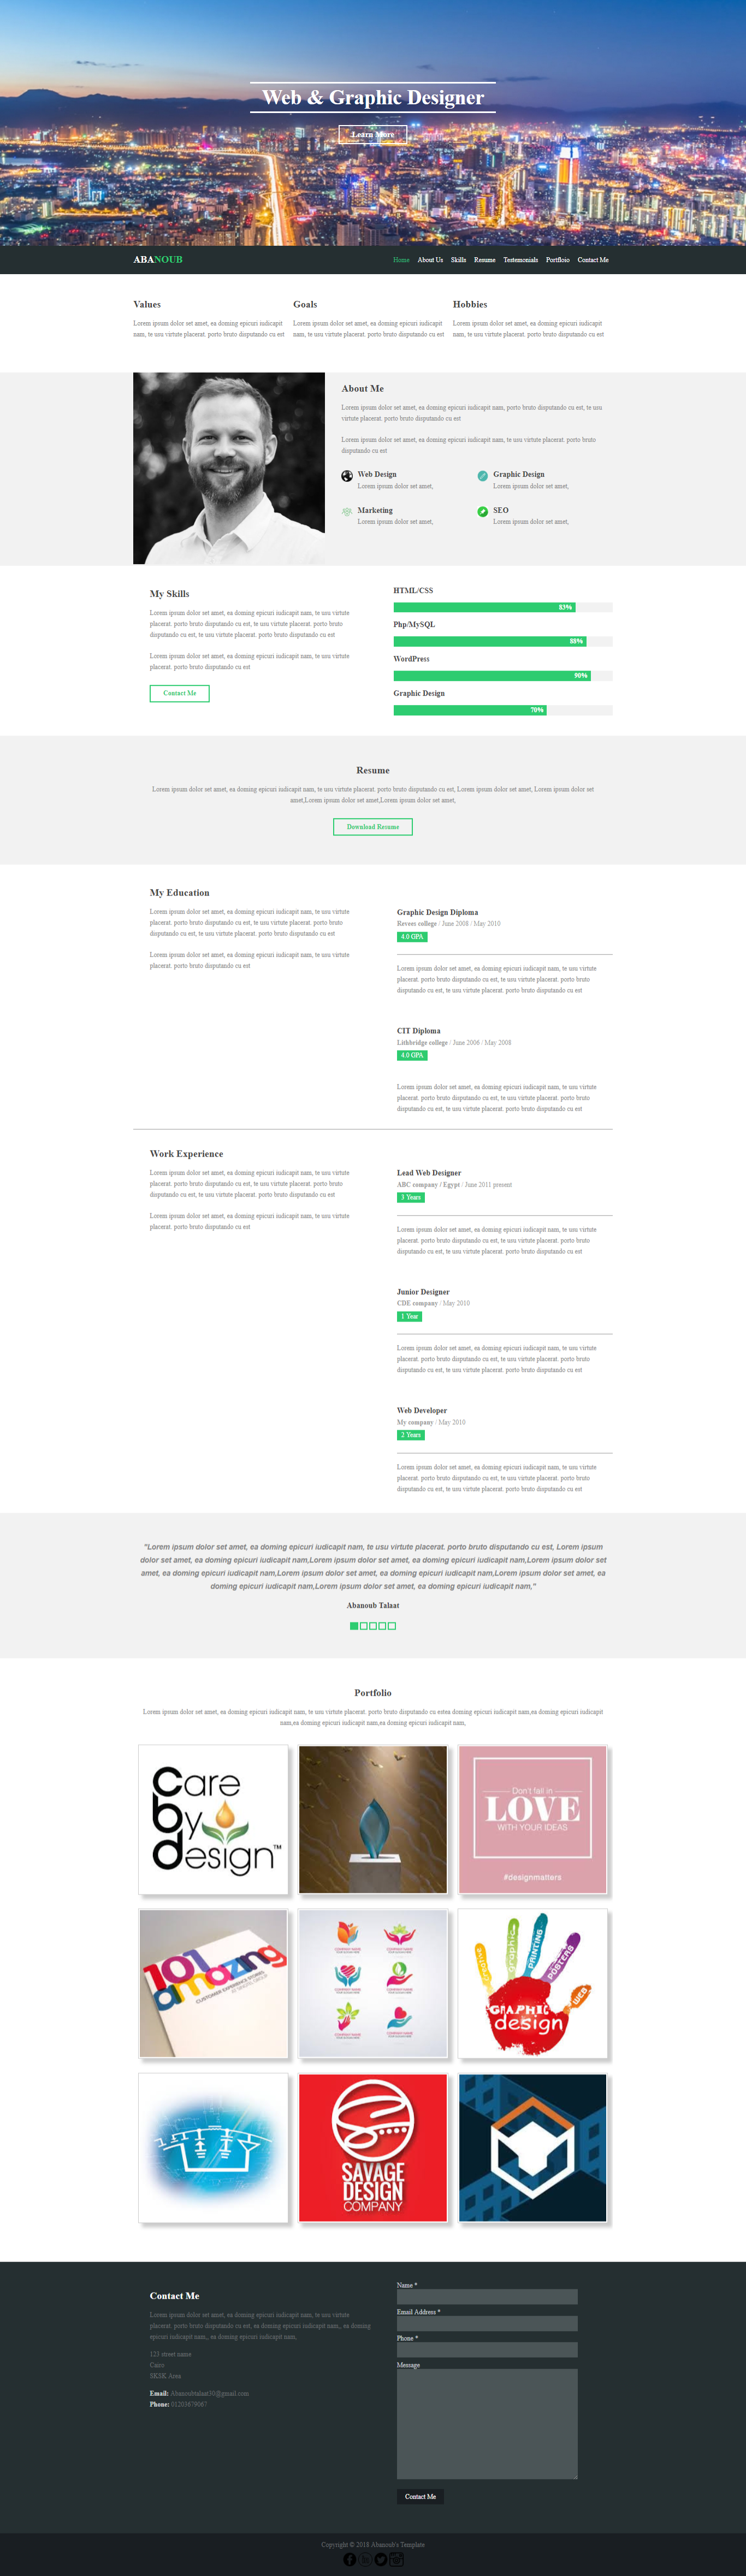 Web & Graphic Designer
Learn More
ABANOUB
Home About Us Skills Resume Testemonials Portfloio Contact Me
Values
Lorem ipsum dolor set amet, ea doming epicuri iudicapit
nam, te usu virtute placerat. porto bruto disputando cu est
Goals
Lorem ipsum dolor set amet, ea doming epicuri iudicapit
nam, te usu virtute placerat. porto bruto disputando cu est
Hobbies
Lorem ipsum dolor set amet, ea doming epicuri iudicapit
nam, te usu virtute placerat. porto bruto disputando cu est
About Me
Lorem ipsum dolor set amet, ea doming epicuri iudicapit nam, porto bruto disputando cu est, te usu
virtute placerat. porto bruto disputando cu est
Lorem ipsum dolor set amet, ea doming epicuri iudicapit nam, te usu virtute placerat. porto bruto
disputando cu est
Web Design
Lorem ipsum dolor set amet,
Graphic Design
Lorem ipsum dolor set amet,
Marketing
Lorem ipsum dolor set amet,
SEO
Lorem ipsum dolor set amet,
My Skills
Lorem ipsum dolor set amet, ea doming epicuri iudicapit nam, te usu virtute
placerat. porto bruto disputando cu est, te usu virtute placerat. porto bruto
disputando cu est, te usu virtute placerat. porto bruto disputando cu est
Lorem ipsum dolor set amet, ea doming epicuri iudicapit nam, te usu virtute
placerat. porto bruto disputando cu est
Contact Me
HTML/CSS
83%
Php/MySQL
88%
WordPress
90%
Graphic Design
70%
Resume
Lorem ipsum dolor set amet, ea doming epicuri iudicapit nam, te usu virtute placerat. porto bruto disputando cu est, Lorem ipsum dolor set amet, Lorem ipsum dolor set
amet,Lorem ipsum dolor set amet,Lorem ipsum dolor set amet,
Download Resume
My Education
Lorem ipsum dolor set amet, ea doming epicuri iudicapit nam, te usu virtute
placerat. porto bruto disputando cu est, te usu virtute placerat. porto bruto
disputando cu est, te usu virtute placerat. porto bruto disputando cu est
Lorem ipsum dolor set amet, ea doming epicuri iudicapit nam, te usu virtute
placerat. porto bruto disputando cu est
Graphic Design Diploma
Revees college / June 2008 / May 2010
4.0 GPA
Lorem ipsum dolor set amet, ea doming epicuri iudicapit nam, te usu virtute
placerat. porto bruto disputando cu est, te usu virtute placerat. porto bruto
disputando cu est, te usu virtute placerat. porto bruto disputando cu est
CIT Diploma
Lithbridge college / June 2006 / May 2008
4.0 GPA
Lorem ipsum dolor set amet, ea doming epicuri iudicapit nam, te usu virtute
placerat. porto bruto disputando cu est, te usu virtute placerat. porto bruto
disputando cu est, te usu virtute placerat. porto bruto disputando cu est
Work Experience
Lorem ipsum dolor set amet, ea doming epicuri iudicapit nam, te usu virtute
placerat. porto bruto disputando cu est, te usu virtute placerat. porto bruto
disputando cu est, te usu virtute placerat. porto bruto disputando cu est
Lorem ipsum dolor set amet, ea doming epicuri iudicapit nam, te usu virtute
placerat. porto bruto disputando cu est
Lead Web Designer
ABC company / Egypt / June 2011 present
3 Years
Lorem ipsum dolor set amet, ea doming epicuri iudicapit nam, te usu virtute
placerat. porto bruto disputando cu est, te usu virtute placerat. porto bruto
disputando cu est, te usu virtute placerat. porto bruto disputando cu est
Junior Designer
CDE company / May 2010
1 Year
Lorem ipsum dolor set amet, ea doming epicuri iudicapit nam, te usu virtute
placerat. porto bruto disputando cu est, te usu virtute placerat. porto bruto
disputando cu est, te usu virtute placerat. porto bruto disputando cu est
Web Developer
My company / May 2010
2 Years
Lorem ipsum dolor set amet, ea doming epicuri iudicapit nam, te usu virtute
placerat. porto bruto disputando cu est, te usu virtute placerat. porto bruto
disputando cu est, te usu virtute placerat. porto bruto disputando cu est
"Lorem ipsum dolor set amet, ea doming epicuri iudicapit nam, te usu virtute placerat. porto bruto disputando cu est, Lorem ipsum
dolor set amet, ea doming epicuri iudicapit nam,Lorem ipsum dolor set amet, ea doming epicuri iudicapit nam,Lorem ipsum dolor set
amet, ea doming epicuri iudicapit nam,Lorem ipsum dolor set amet, ea doming epicuri iudicapit nam,Lorem ipsum dolor set amet, ea
doming epicuri iudicapit nam,Lorem ipsum dolor set amet, ea doming epicuri iudicapit nam,"
Abanoub Talaat
Portfolio
Lorem ipsum dolor set amet, ea doming epicuri iudicapit nam, te usu virtute placerat. porto bruto disputando cu estea doming epicuri iudicapit nam,ea doming epicuri iudicapit
nam,ea doming epicuri iudicapit nam,ea doming epicuri iudicapit nam,
Care
by
design™
Don't fall in
LOVE
WITH YOUR IDEAS
#designmatters
101
amazing
CUSTOMER EXPERIENCE STORIES
GRAPHIC
PRINTING
POSTERS
WEB
GRAPHIC
design
SAVAGE
DESIGN
COMPANY
Contact Me
Lorem ipsum dolor set amet, ea doming epicuri iudicapit nam, te usu virtute
placerat. porto bruto disputando cu est, ea doming epicuri iudicapit nam,, ea doming
epicuri iudicapit nam,, ea doming epicuri iudicapit nam,
123 street name
Cairo
SKSK Area
Email: Abanoubtalaat30@gmail.com
Phone: 01203679067
Name *
Email Address *
Phone *
Message
Contact Me
Copyright © 2018 Abanoub's Template